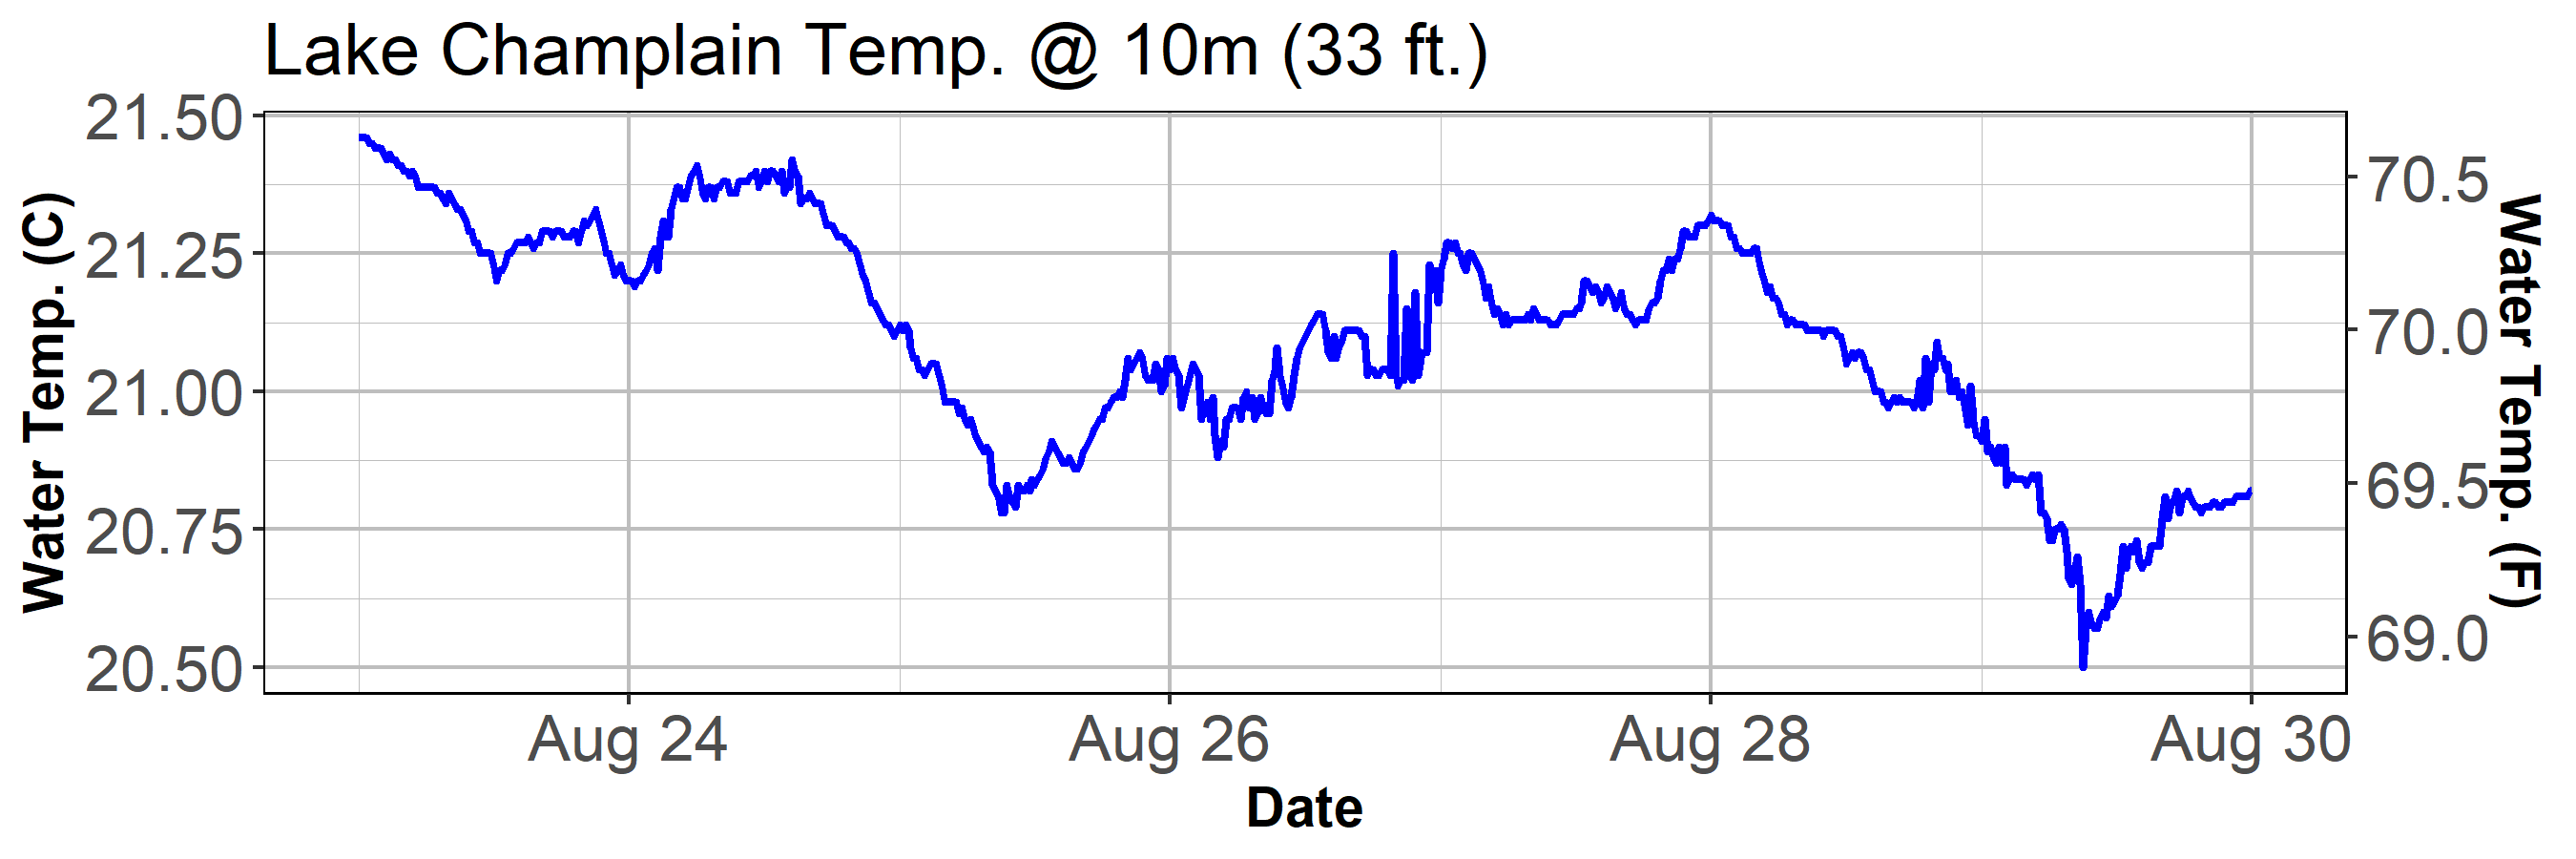 Lake Champlain Temp. @ 10m (33 ft.)
Water Temp. (C)
21.50
21.25
21.00
20.75
20.50
70.5
70.0
69.5
69.0
Water Temp. (F)
Aug 24 Aug 26 Aug 28 Aug 30
Date